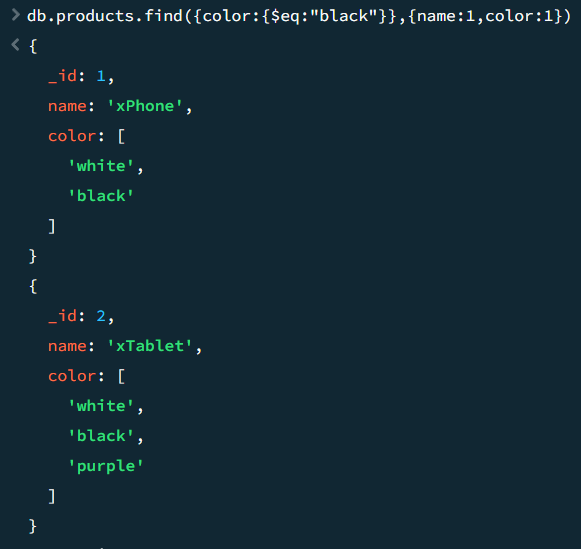 > db.products.find({color:{$eq:"black"}},{name:1,color:1})
< {
_id: 1,
name: 'xPhone',
color: [
'white',
'black'
]
}
{
_id: 2,
name: 'xTablet',
color: [
'white',
'black',
'purple'
]
}